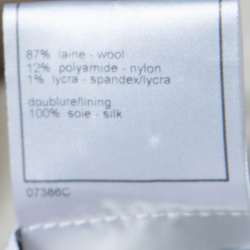 87% laine - wool
12% polyamide - nylon
1% lycra - spandex/lycra
doublure/lining
100% soie - silk
07386C